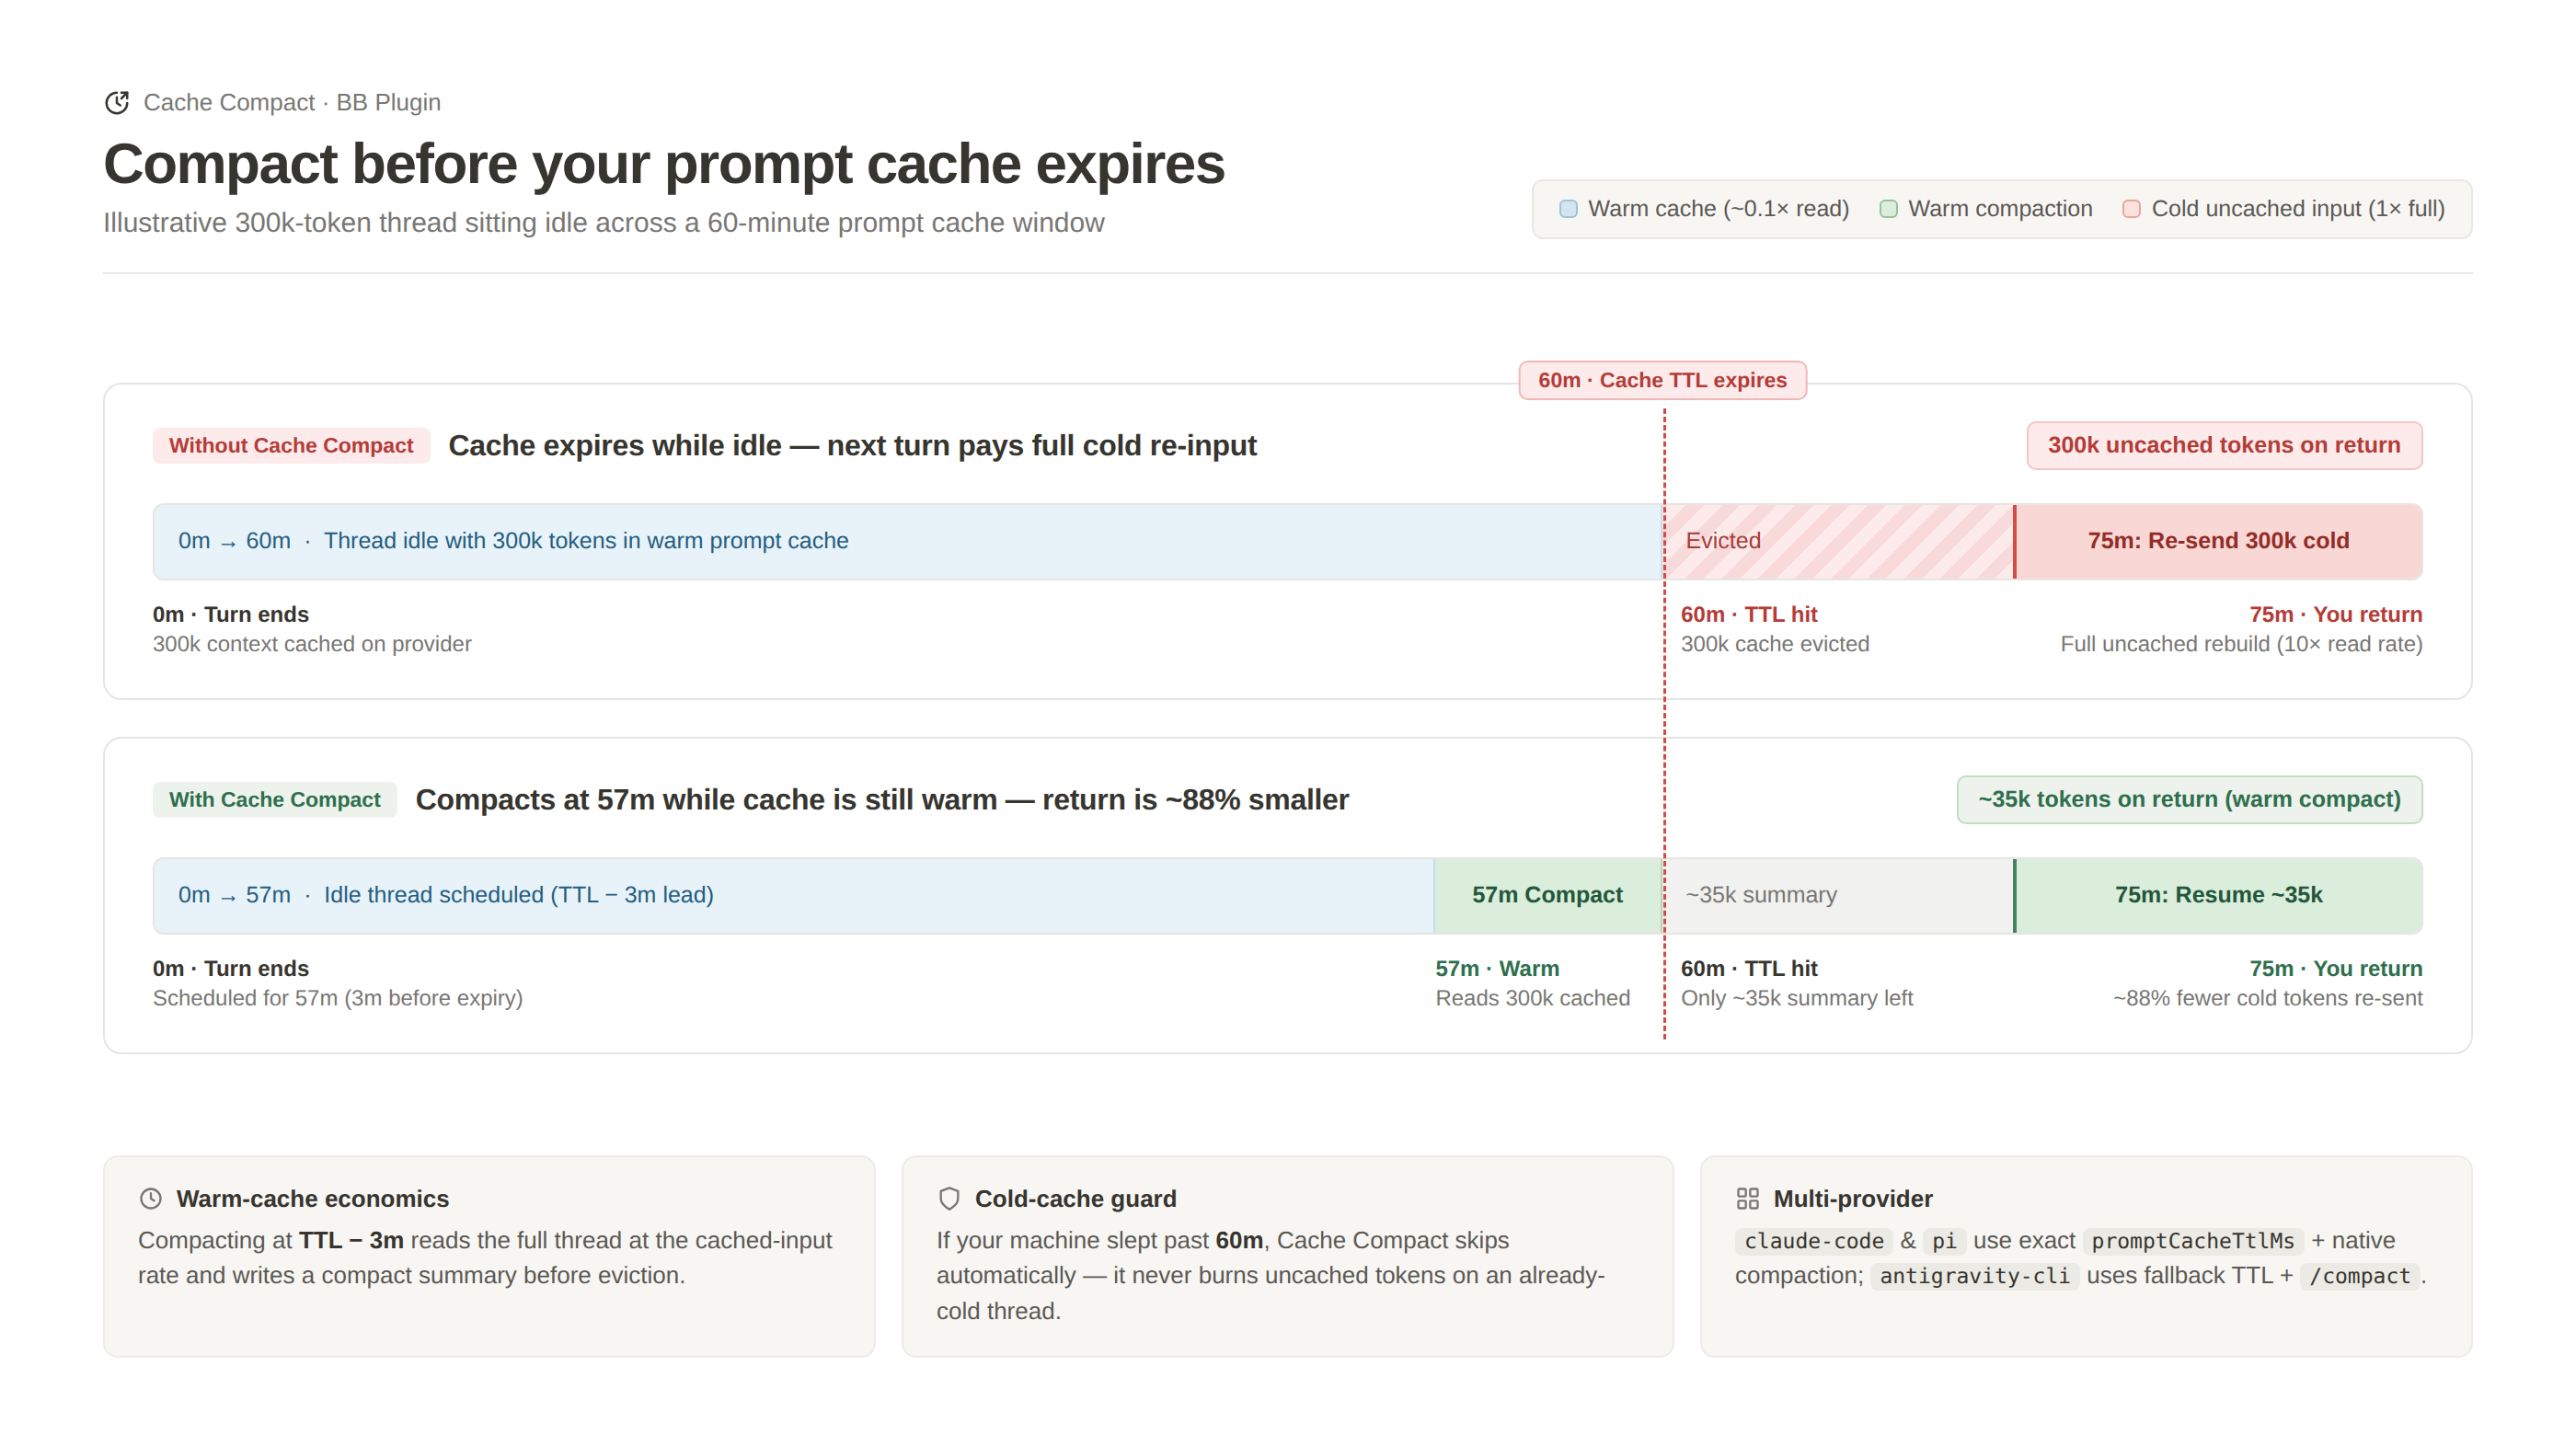 Cache Compact · BB Plugin
Compact before your prompt cache expires
Illustrative 300k-token thread sitting idle across a 60-minute prompt cache window
Warm cache (~0.1× read) Warm compaction Cold uncached input (1× full)
60m · Cache TTL expires
Without Cache Compact Cache expires while idle — next turn pays full cold re-input 300k uncached tokens on return
0m → 60m · Thread idle with 300k tokens in warm prompt cache Evicted 75m: Re-send 300k cold
0m · Turn ends 60m · TTL hit 75m · You return
300k context cached on provider 300k cache evicted Full uncached rebuild (10× read rate)
With Cache Compact Compacts at 57m while cache is still warm — return is ~88% smaller ~35k tokens on return (warm compact)
0m → 57m · Idle thread scheduled (TTL − 3m lead) 57m Compact ~35k summary 75m: Resume ~35k
0m · Turn ends 57m · Warm 60m · TTL hit 75m · You return
Scheduled for 57m (3m before expiry) Reads 300k cached Only ~35k summary left ~88% fewer cold tokens re-sent
Warm-cache economics
Compacting at TTL − 3m reads the full thread at the cached-input
rate and writes a compact summary before eviction.
Cold-cache guard
If your machine slept past 60m, Cache Compact skips
automatically — it never burns uncached tokens on an already-
cold thread.
Multi-provider
claude-code & pi use exact promptCacheTtlMs + native
compaction; antigravity-cli uses fallback TTL + /compact.